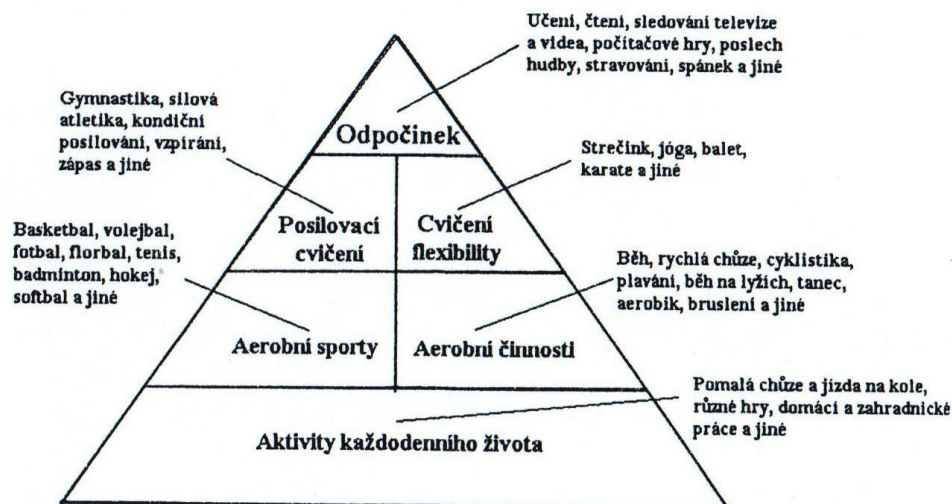 Učení, čtení, sledování televize
a videa, počítačové hry, poslech
hudby, stravování, spánek a jiné
Gymnastika, silová
atletika, kondiční
posilování, vzpírání,
zápas a jiné
Odpočinek
Strečink, jóga, balet,
karate a jiné
Posilovací
cvičení
Cvičení
flexibility
Basketbal, volejbal,
fotbal, florbal, tenis,
badminton, hokej,
softbal a jiné
Běh, rychlá chůze, cyklistika,
plavání, běh na lyžích, tanec,
aerobik, bruslení a jiné
Aerobní sporty
Aerobní činnosti
Pomalá chůze a jízda na kole,
různé hry, domácí a zahradnické
práce a jiné
Aktivity každodenního života